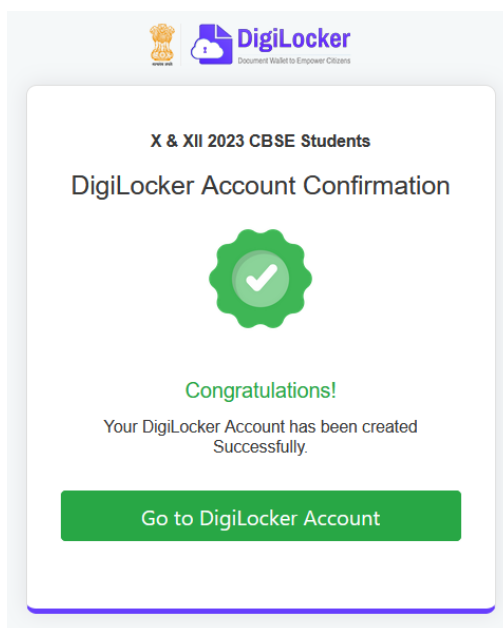 DigiLocker
Document Wallet to Empower Citizens
X & XII 2023 CBSE Students
DigiLocker Account Confirmation
Congratulations!
Your DigiLocker Account has been created
Successfully.
Go to DigiLocker Account